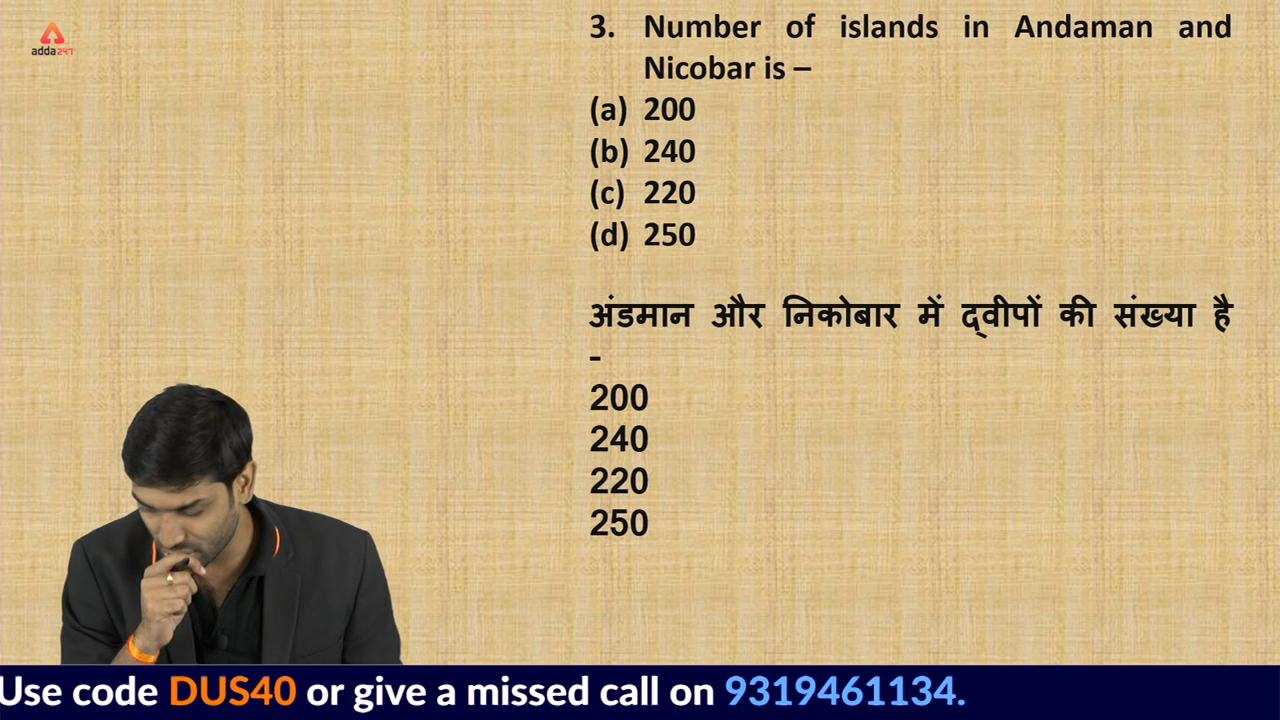 adda247
3. Number of islands in Andaman and
Nicobar is –
(a) 200
(b) 240
(c) 220
(d) 250
अंडमान और निकोबार में द्वीपों की संख्या है
-
200
240
220
250
Use code DUS40 or give a missed call on 9319461134.